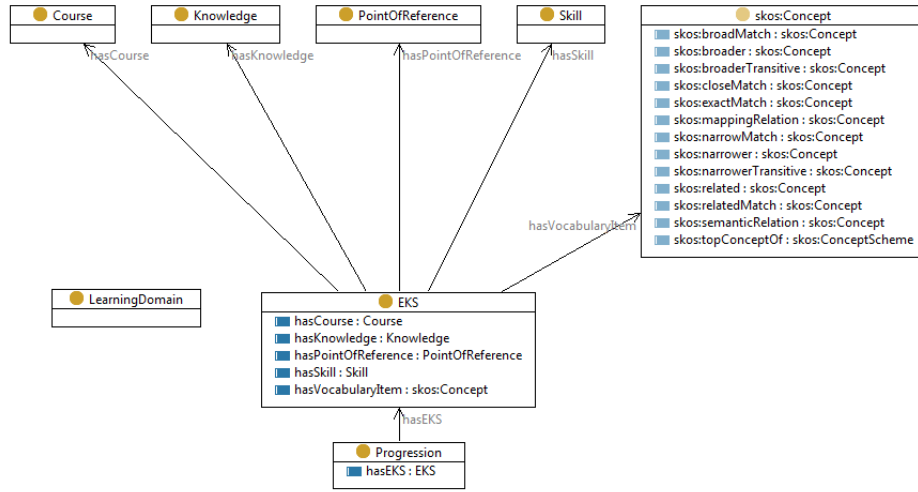 Course
Knowledge
PointOfReference
Skill
skos:Concept
skos:broadMatch : skos:Concept
skos:broader : skos:Concept
skos:broaderTransitive : skos:Concept
skos:closeMatch : skos:Concept
skos:exactMatch : skos:Concept
skos:mappingRelation : skos:Concept
skos:narrowMatch : skos:Concept
skos:narrower : skos:Concept
skos:narrowerTransitive : skos:Concept
skos:related : skos:Concept
skos:relatedMatch : skos:Concept
skos:semanticRelation : skos:Concept
skos:topConceptOf : skos:ConceptScheme
hasCourse
hasKnowledge
hasPointOfReference
hasSkill
hasVocabularyItem
LearningDomain
EKS
hasCourse : Course
hasKnowledge : Knowledge
hasPointOfReference : PointOfReference
hasSkill : Skill
hasVocabularyItem : skos:Concept
hasEKS
Progression
hasEKS : EKS